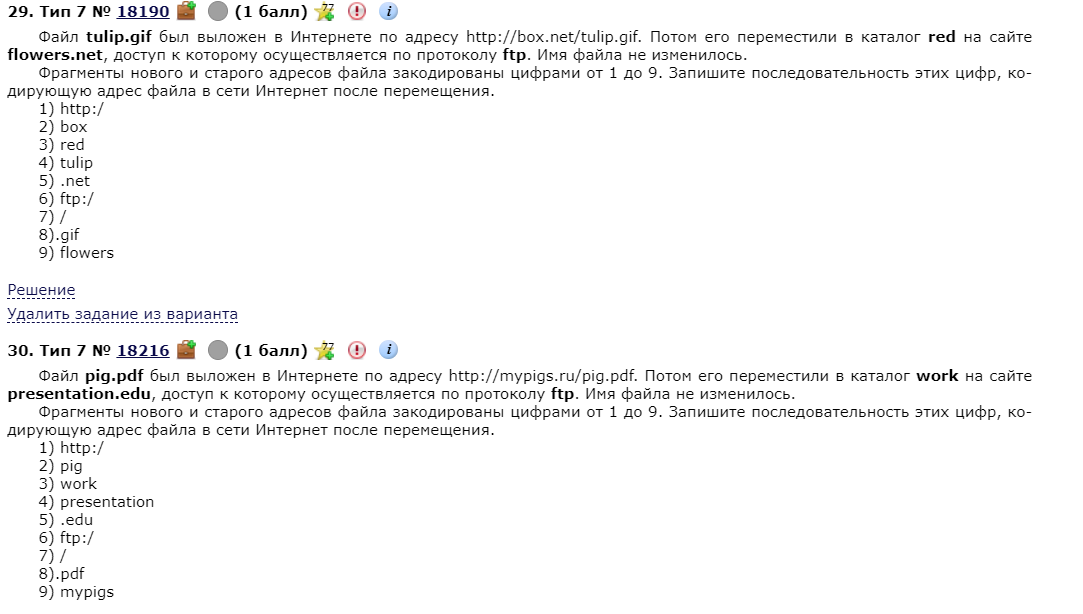 29. Тип 7 № 18190 (1 балл) 77
Файл tulip.gif был выложен в Интернете по адресу http://box.net/tulip.gif. Потом его переместили в каталог red на сайте
flowers.net, доступ к которому осуществляется по протоколу ftp. Имя файла не изменилось.
Фрагменты нового и старого адресов файла закодированы цифрами от 1 до 9. Запишите последовательность этих цифр, ко-
дирующую адрес файла в сети Интернет после перемещения.
1) http:/
2) box
3) red
4) tulip
5) .net
6) ftp:/
7) /
8).gif
9) flowers
Решение
Удалить задание из варианта
30. Тип 7 № 18216 (1 балл) 77
Файл pig.pdf был выложен в Интернете по адресу http://mypigs.ru/pig.pdf. Потом его переместили в каталог work на сайте
presentation.edu, доступ к которому осуществляется по протоколу ftp. Имя файла не изменилось.
Фрагменты нового и старого адресов файла закодированы цифрами от 1 до 9. Запишите последовательность этих цифр, ко-
дирующую адрес файла в сети Интернет после перемещения.
1) http:/
2) pig
3) work
4) presentation
5) .edu
6) ftp:/
7) /
8).pdf
9) mypigs